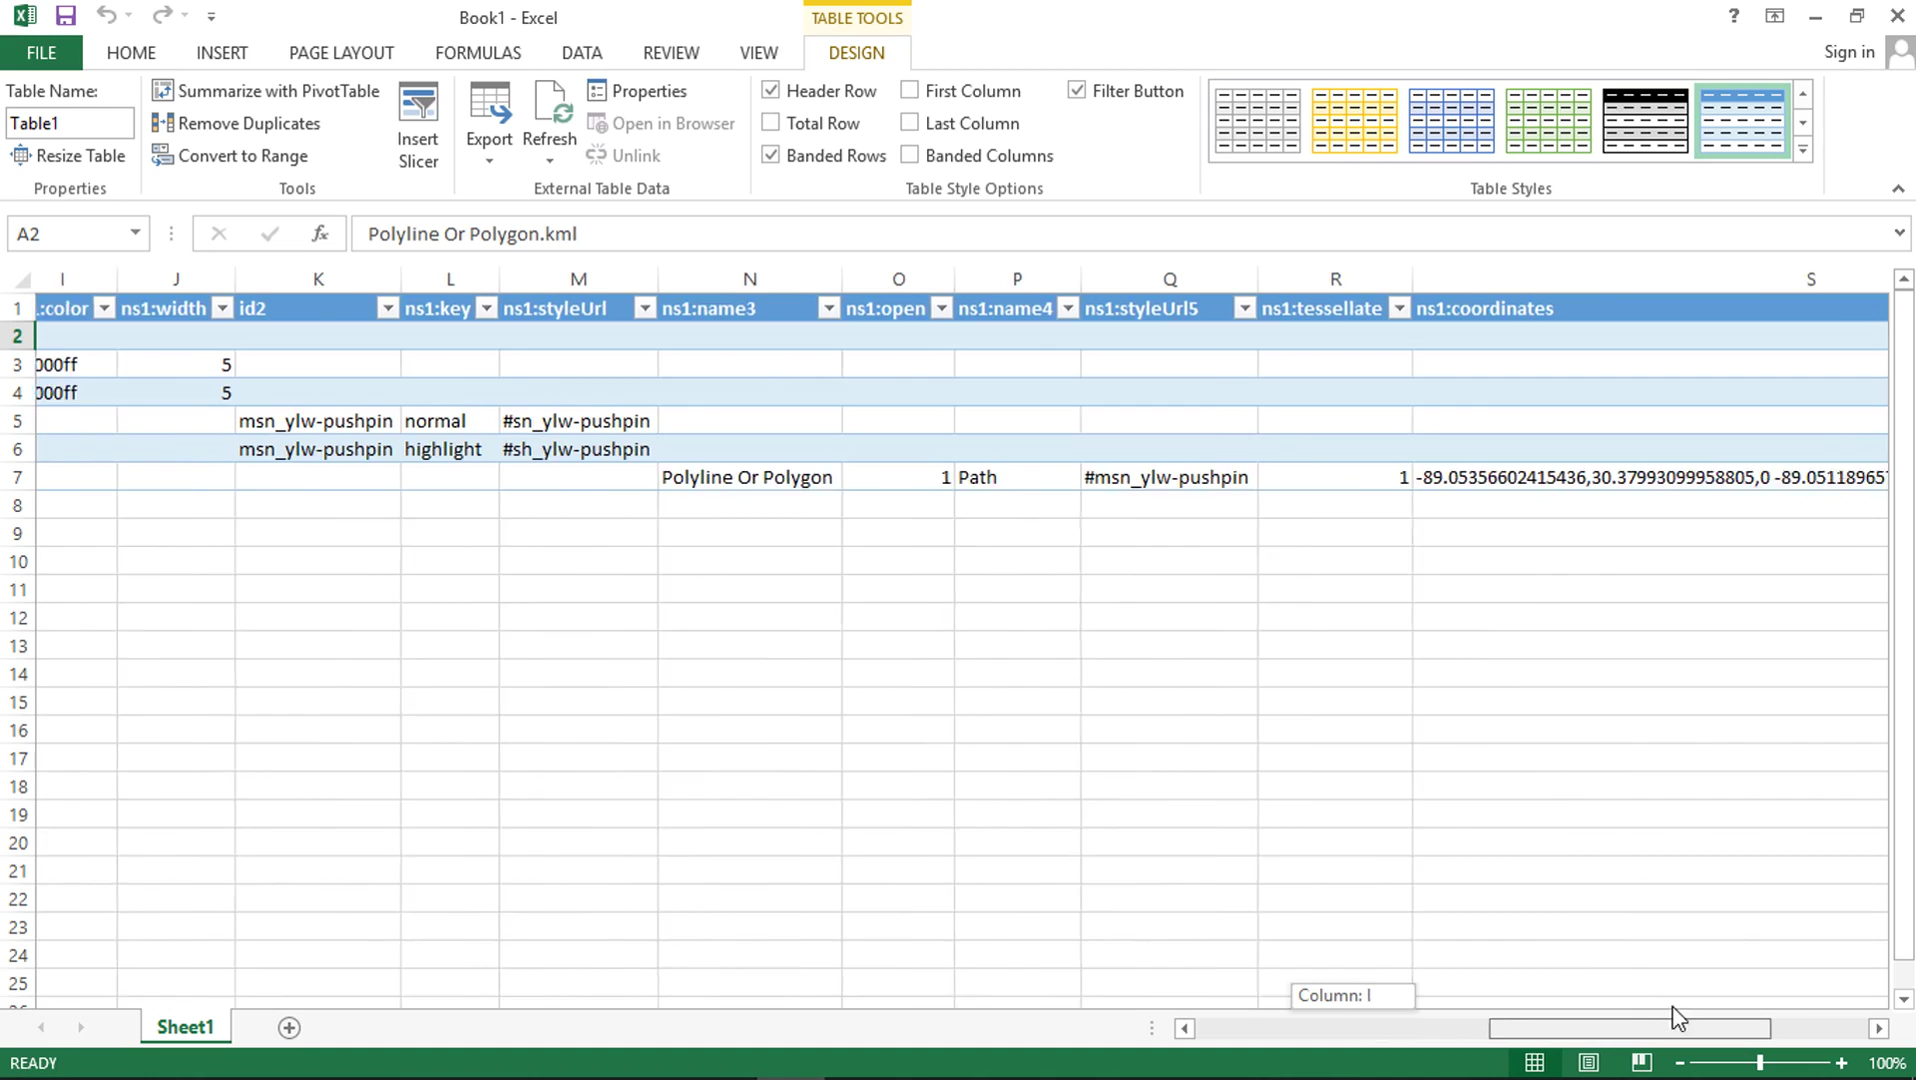 Book1 - Excel
TABLE TOOLS
?
FILE
HOME
INSERT
PAGE LAYOUT
FORMULAS
DATA
REVIEW
VIEW
DESIGN
Sign in
Table Name:
Table1
Resize Table
Properties
Summarize with PivotTable
Remove Duplicates
Convert to Range
Tools
Insert
Slicer
Export
Refresh
Properties
Open in Browser
Unlink
External Table Data
Header Row
Total Row
Banded Rows
First Column
Last Column
Banded Columns
Filter Button
Table Style Options
Table Styles
A2
fx
Polyline Or Polygon.kml
I J K L M N O P Q R S
1 :color ns1:width id2 ns1:key ns1:styleUrl ns1:name3 ns1:open ns1:name4 ns1:styleUrl5 ns1:tessellate ns1:coordinates
2
3 000ff 5
4 000ff 5
5 msn_ylw-pushpin normal #sn_ylw-pushpin
6 msn_ylw-pushpin highlight #sh_ylw-pushpin
7 Polyline Or Polygon 1 Path #msn_ylw-pushpin 1 -89.05356602415436,30.37993099958805,0 -89.05118965
8
9
10
11
12
13
14
15
16
17
18
19
20
21
22
23
24
25
Column: I
Sheet1
READY
100%